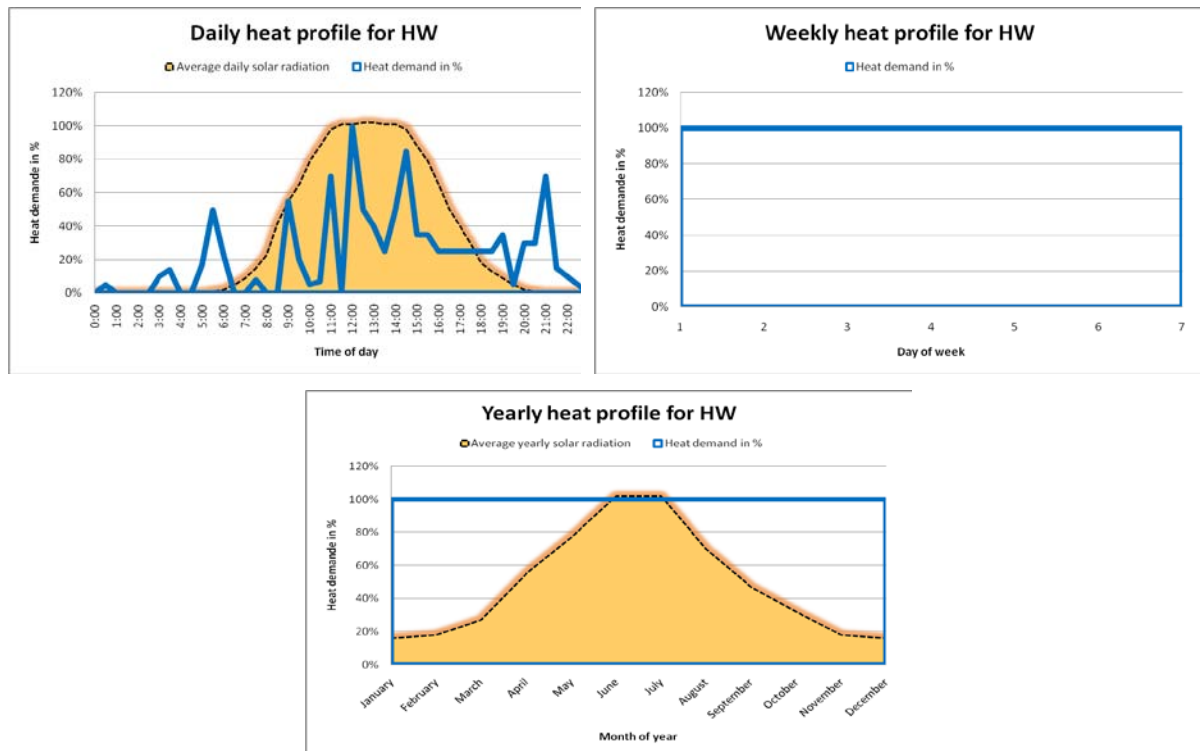 Daily heat profile for HW
Average daily solar radiation Heat demand in %
120%
100%
80%
60%
40%
20%
0%
Heat demande in %
0:00 1:00 2:00 3:00 4:00 5:00 6:00 7:00 8:00 9:00 10:00 11:00 12:00 13:00 14:00 15:00 16:00 17:00 18:00 19:00 20:00 21:00 22:00
Time of day
Weekly heat profile for HW
Heat demand in %
120%
100%
80%
60%
40%
20%
0%
Heat demande in %
1 2 3 4 5 6 7
Day of week
Yearly heat profile for HW
Average yearly solar radiation Heat demand in %
120%
100%
80%
60%
40%
20%
0%
Heat demande in %
January February March April May June July August September October November December
Month of year